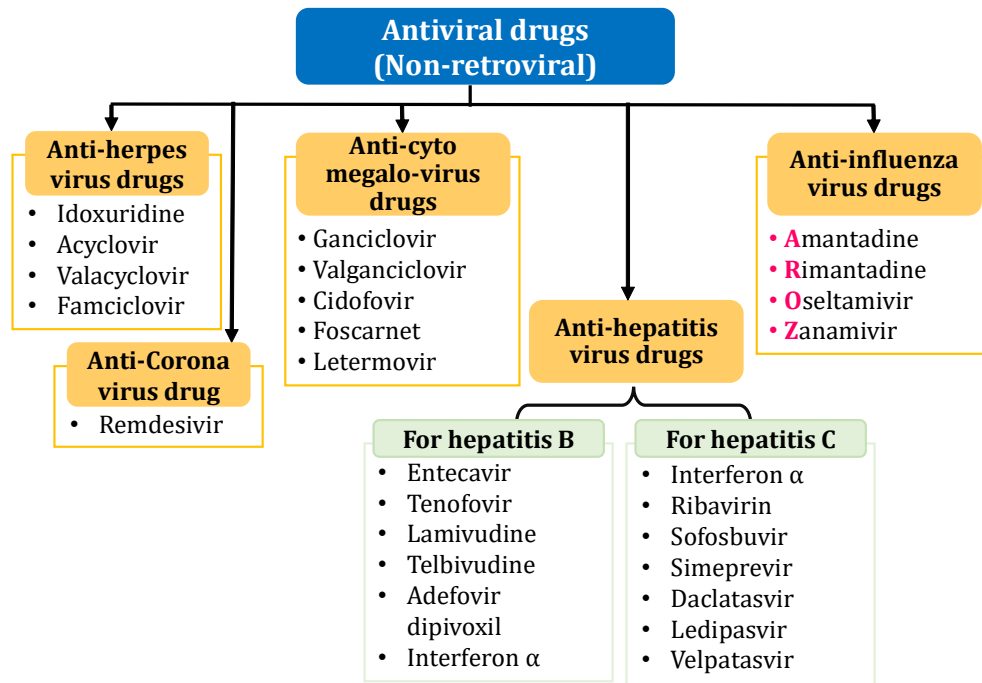 Antiviral drugs
(Non-retroviral)
Anti-herpes
virus drugs
• Idoxuridine
• Acyclovir
• Valacyclovir
• Famciclovir
Anti-Corona
virus drug
• Remdesivir
Anti-cyto
megalo-virus
drugs
• Ganciclovir
• Valganciclovir
• Cidofovir
• Foscarnet
• Letermovir
Anti-hepatitis
virus drugs
For hepatitis B
• Entecavir
• Tenofovir
• Lamivudine
• Telbivudine
• Adefovir
dipivoxil
• Interferon α
For hepatitis C
• Interferon α
• Ribavirin
• Sofosbuvir
• Simeprevir
• Daclatasvir
• Ledipasvir
• Velpatasvir
Anti-influenza
virus drugs
• Amantadine
• Rimantadine
• Oseltamivir
• Zanamivir